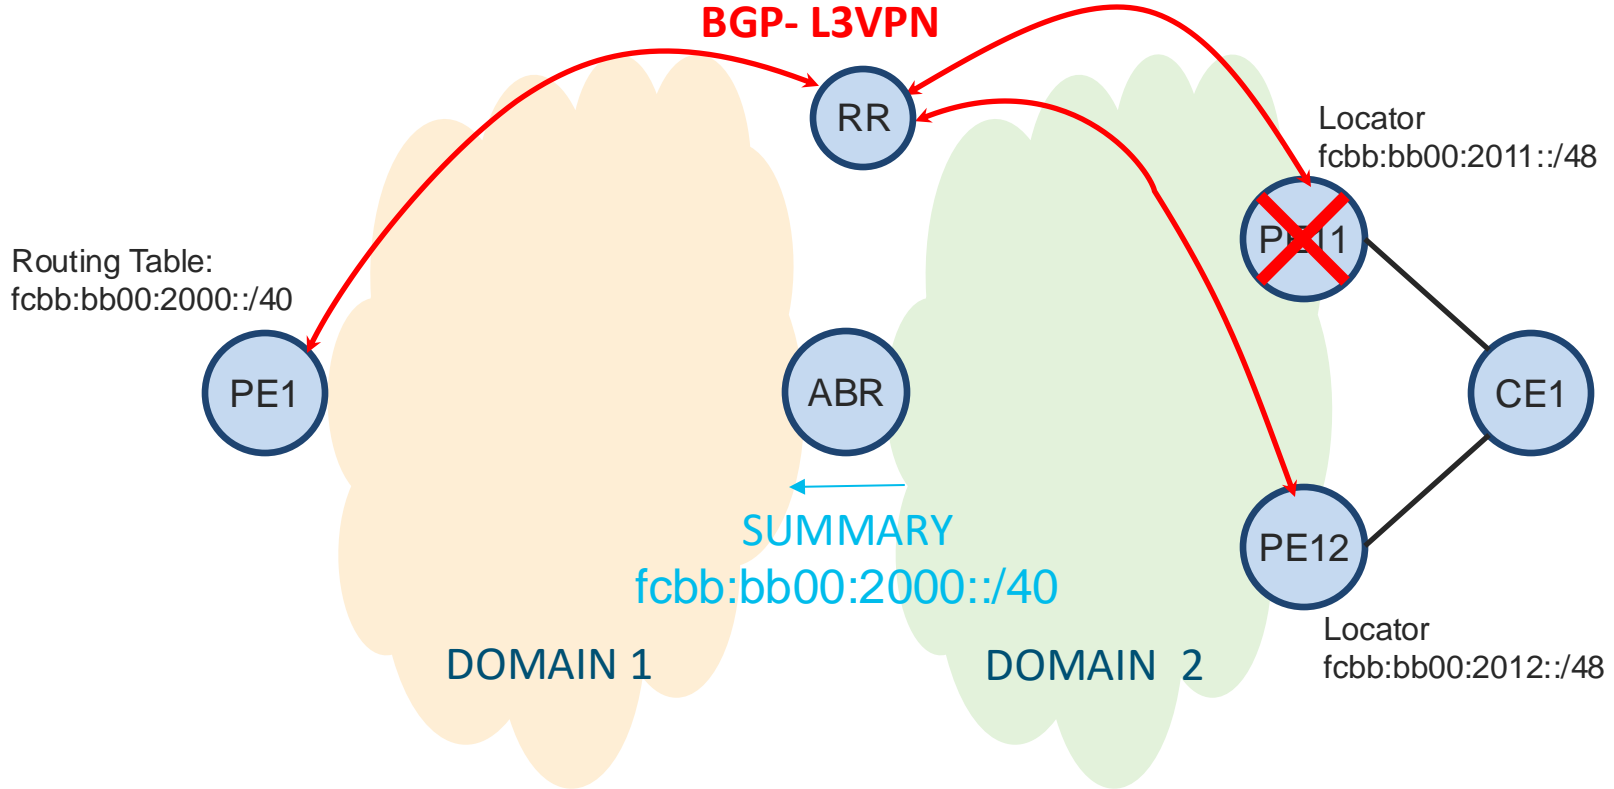 BGP- L3VPN
RR
Locator
fcbb:bb00:2011::/48
PE11
Routing Table:
fcbb:bb00:2000::/40
PE1
ABR
CE1
SUMMARY
fcbb:bb00:2000::/40
PE12
Locator
fcbb:bb00:2012::/48
DOMAIN 1
DOMAIN 2